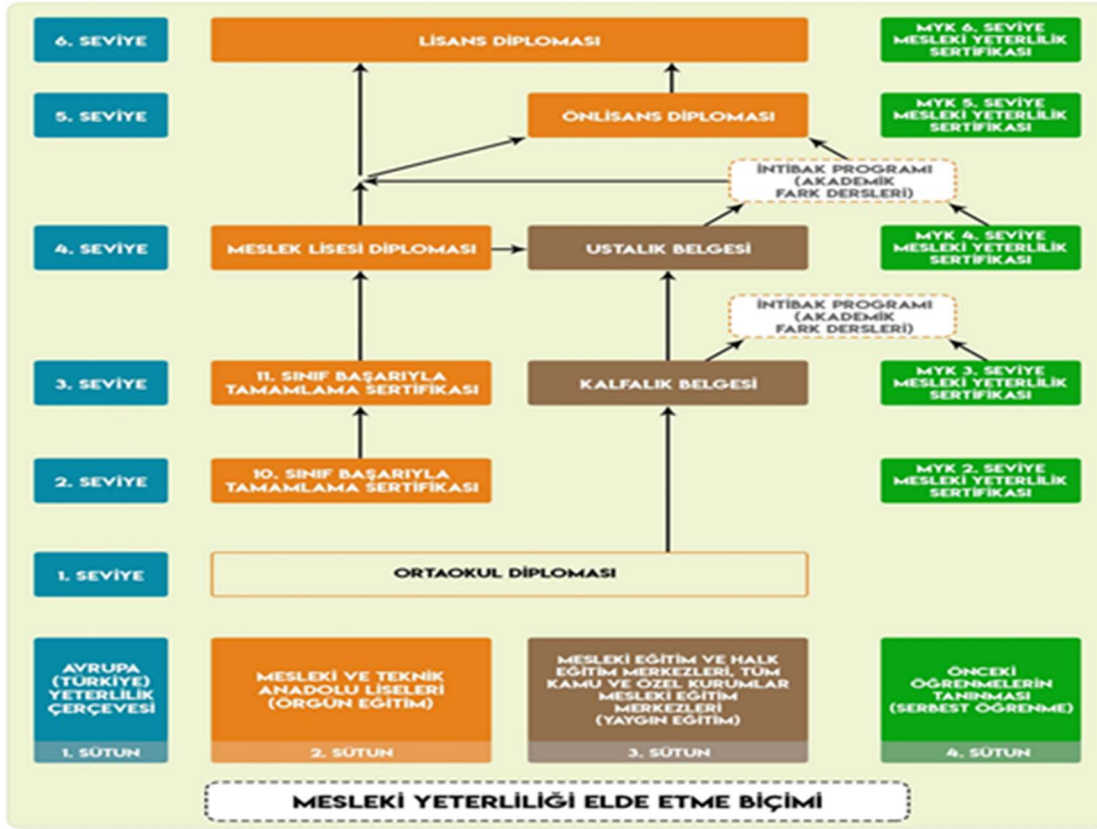 6. SEVİYE
LİSANS DİPLOMASI
MYK 6. SEVİYE
MESLEKİ YETERLİLİK
SERTİFİKASI
5. SEVİYE
ÖNLİSANS DİPLOMASI
MYK 5. SEVİYE
MESLEKİ YETERLİLİK
SERTİFİKASI
İNTİBAK PROGRAMI
(AKADEMİK
FARK DERSLERİ)
4. SEVİYE
MESLEK LİSESİ DİPLOMASI
USTALIK BELGESİ
MYK 4. SEVİYE
MESLEKİ YETERLİLİK
SERTİFİKASI
İNTİBAK PROGRAMI
(AKADEMİK
FARK DERSLERİ)
3. SEVİYE
11. SINIF BAŞARIYLA
TAMAMLAMA SERTİFİKASI
KALFALIK BELGESİ
MYK 3. SEVİYE
MESLEKİ YETERLİLİK
SERTİFİKASI
2. SEVİYE
10. SINIF BAŞARIYLA
TAMAMLAMA SERTİFİKASI
MYK 2. SEVİYE
MESLEKİ YETERLİLİK
SERTİFİKASI
1. SEVİYE
ORTAOKUL DİPLOMASI
AVRUPA
(TÜRKİYE)
YETERLİLİK
ÇERÇEVESİ
1. SÜTUN
MESLEKİ VE TEKNİK
ANADOLU LİSELERİ
(ÖRGÜN EĞİTİM)
2. SÜTUN
MESLEKİ EĞİTİM VE HALK
EĞİTİM MERKEZLERİ, TÜM
KAMU VE ÖZEL KURUMLAR
MESLEKİ EĞİTİM
MERKEZLERİ
(YAYGIN EĞİTİM)
3. SÜTUN
ÖNCEKİ
ÖĞRENMELERİN
TANINMASI
(SERBEST ÖĞRENME)
4. SÜTUN
MESLEKİ YETERLİLİĞİ ELDE ETME BİÇİMİ